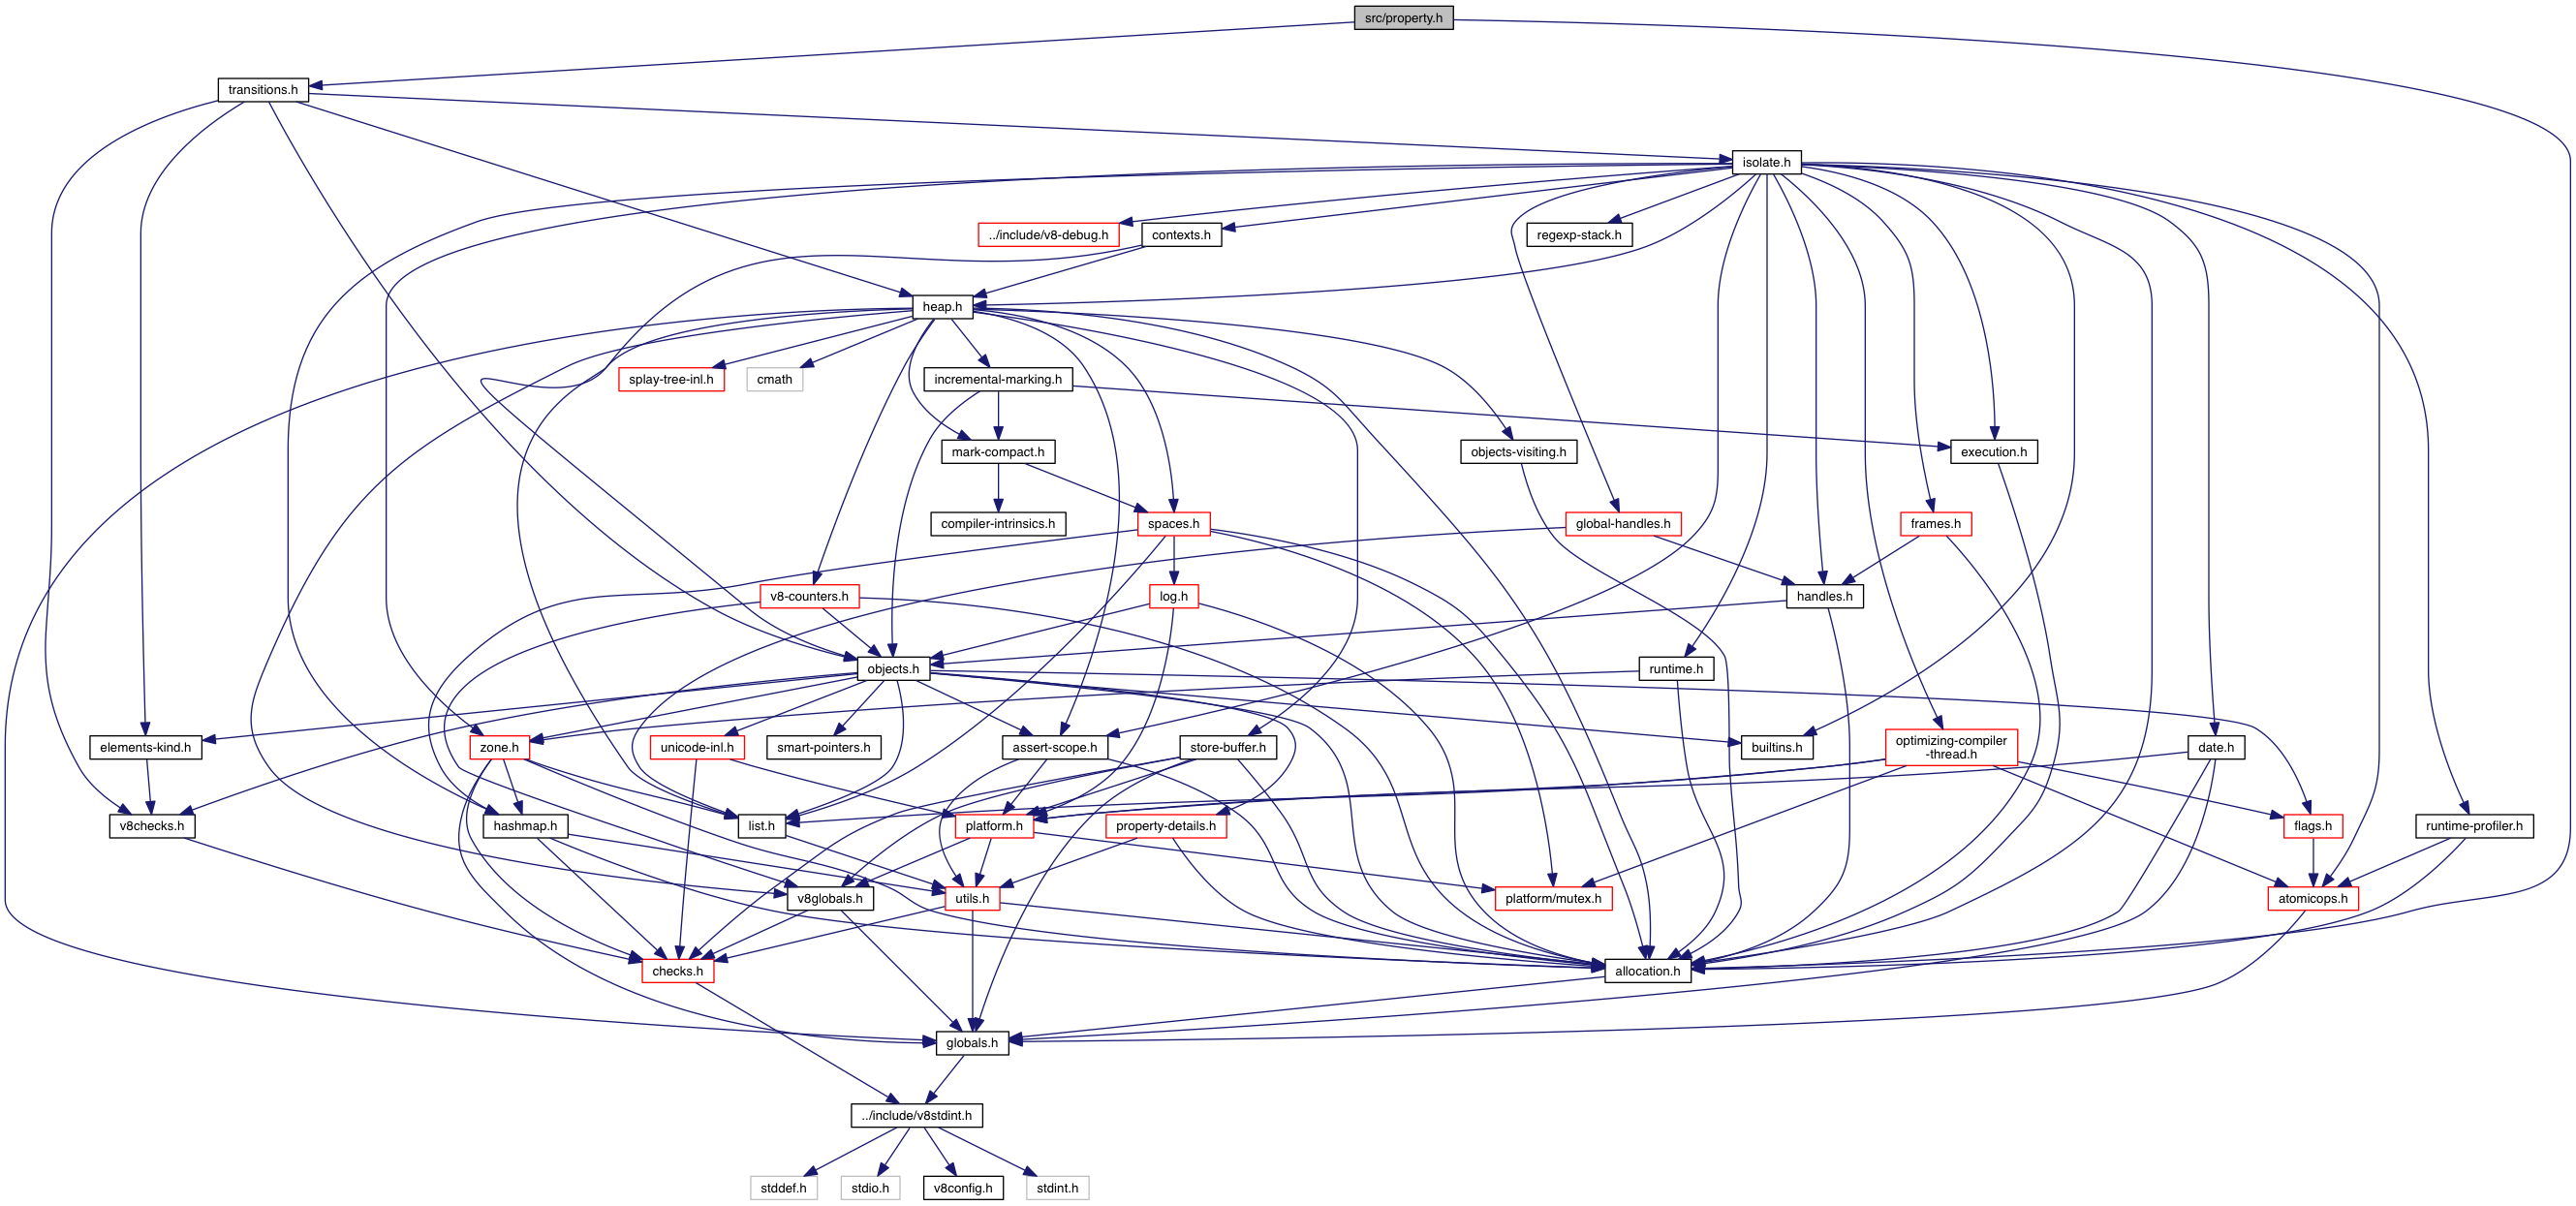 src/property.h
transitions.h
isolate.h
../include/v8-debug.h
contexts.h
regexp-stack.h
heap.h
splay-tree-inl.h
cmath
incremental-marking.h
mark-compact.h
objects-visiting.h
execution.h
compiler-intrinsics.h
spaces.h
global-handles.h
frames.h
v8-counters.h
log.h
handles.h
objects.h
runtime.h
elements-kind.h
zone.h
unicode-inl.h
smart-pointers.h
assert-scope.h
store-buffer.h
builtins.h
optimizing-compiler
-thread.h
date.h
v8checks.h
hashmap.h
list.h
platform.h
property-details.h
flags.h
runtime-profiler.h
v8globals.h
utils.h
platform/mutex.h
atomicops.h
checks.h
allocation.h
globals.h
../include/v8stdint.h
stddef.h
stdio.h
v8config.h
stdint.h